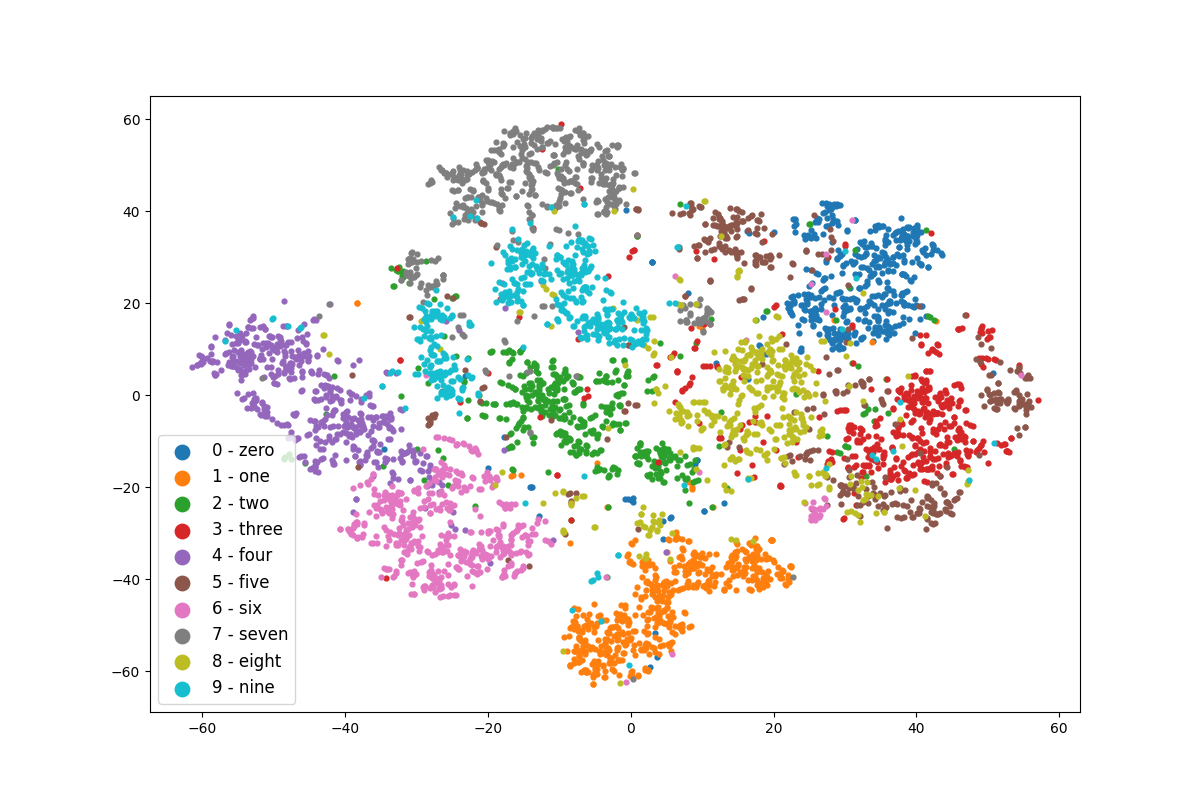 60
40
20
0
−20
−40
−60
−60
−40
−20
0
20
40
60
0 - zero
1 - one
2 - two
3 - three
4 - four
5 - five
6 - six
7 - seven
8 - eight
9 - nine